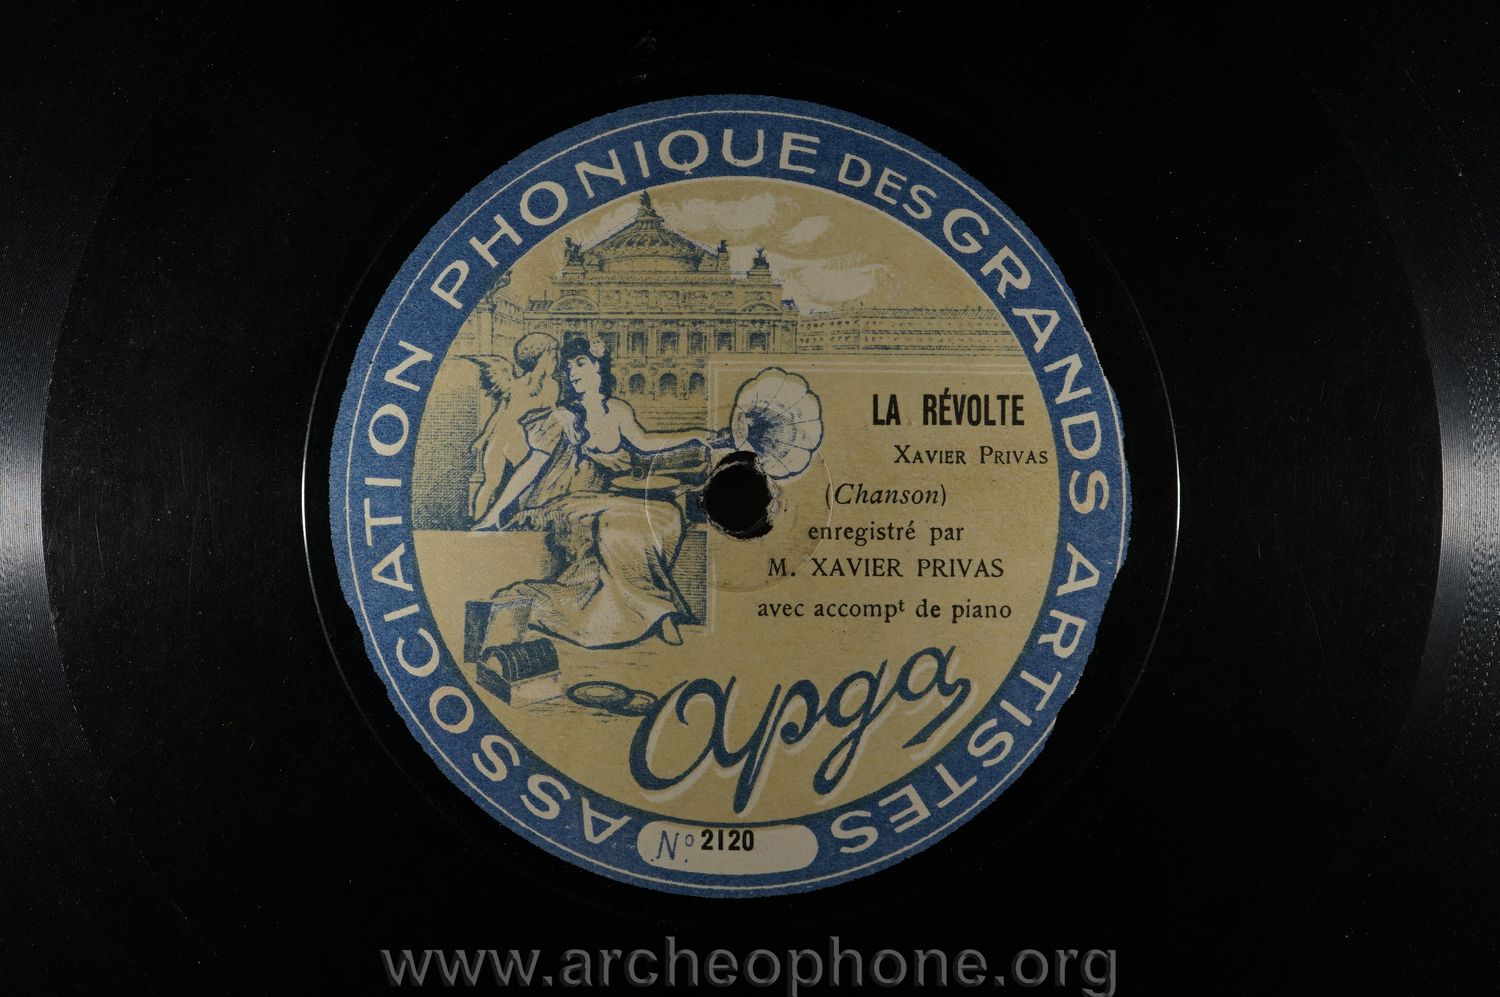 ASSOCIATION PHONIQUE DES GRANDS ARTISTES
LA RÉVOLTE
XAVIER PRIVAS
(Chanson)
enregistré par
M. XAVIER PRIVAS
avec accompᵗ de piano
Apga
Nº 2120
www.archeophone.org